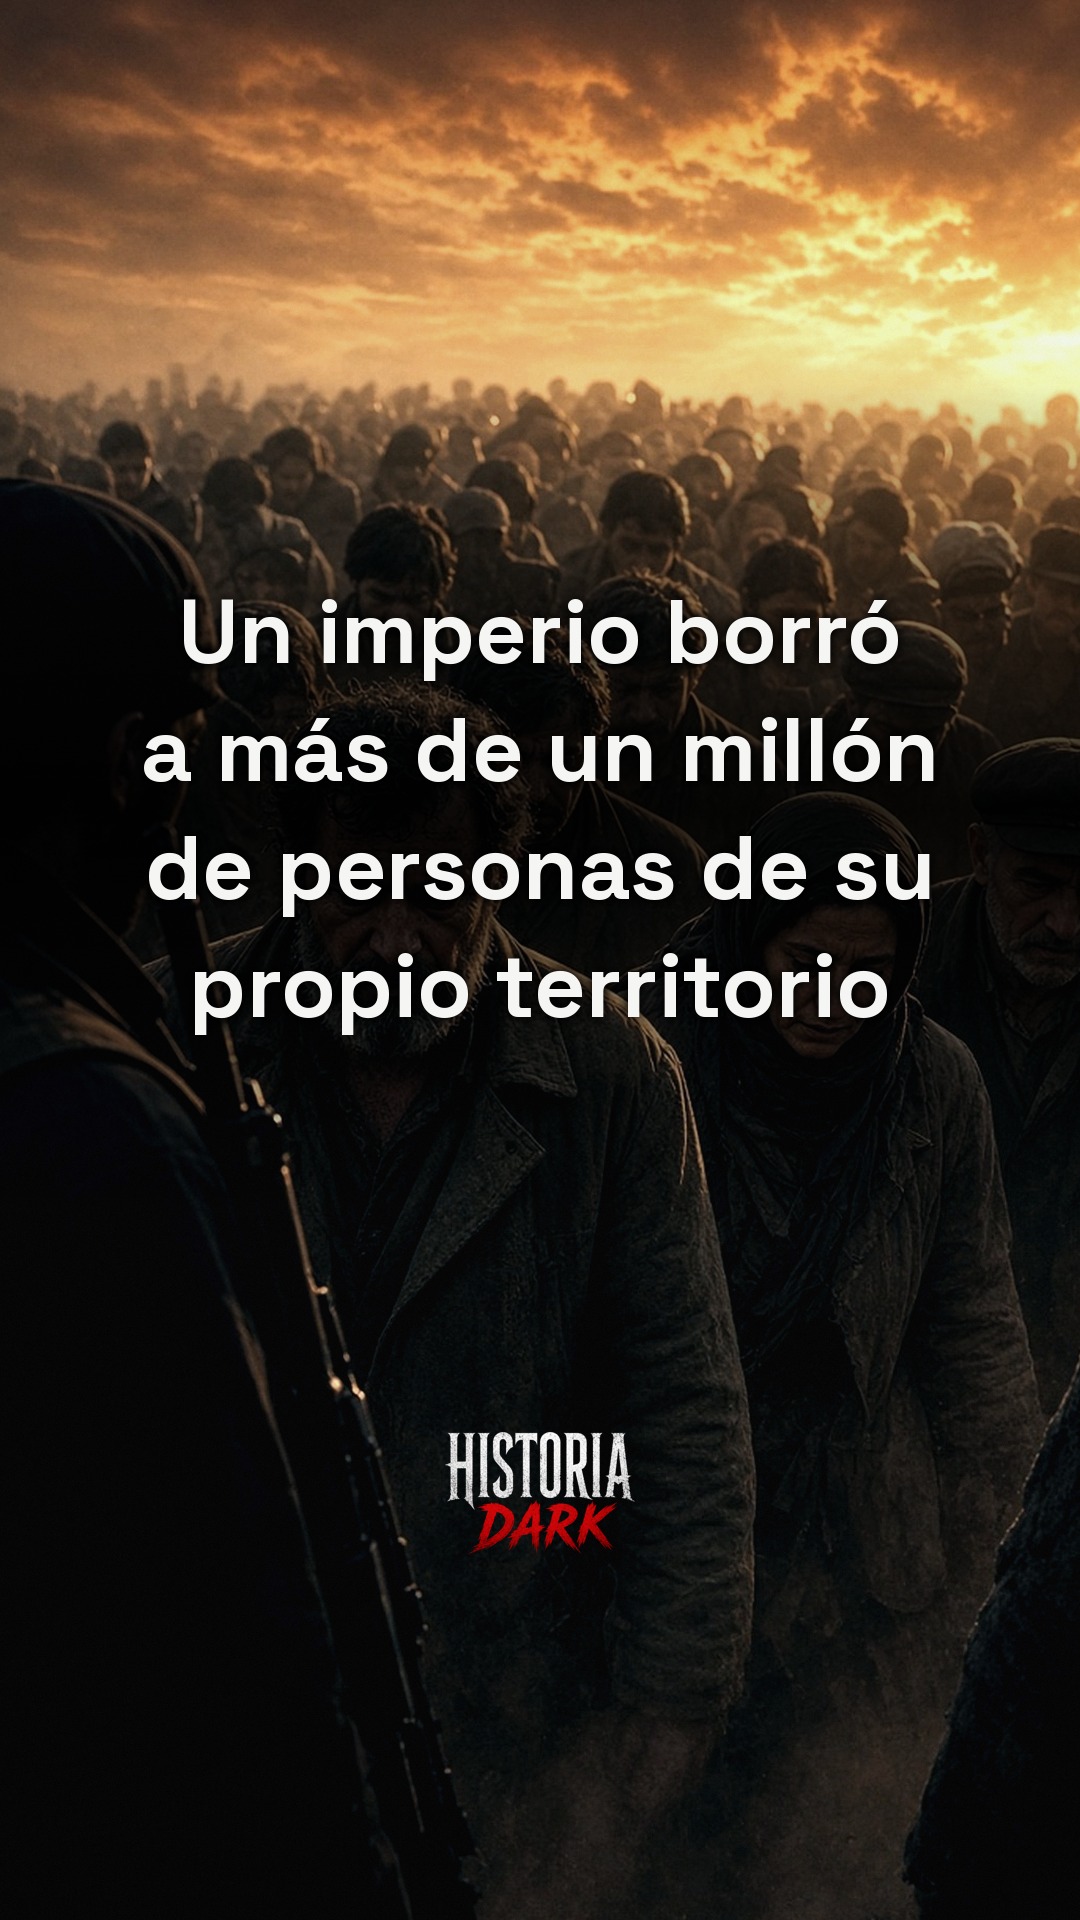 Un imperio borró
a más de un millón
de personas de su
propio territorio
HISTORIA
DARK